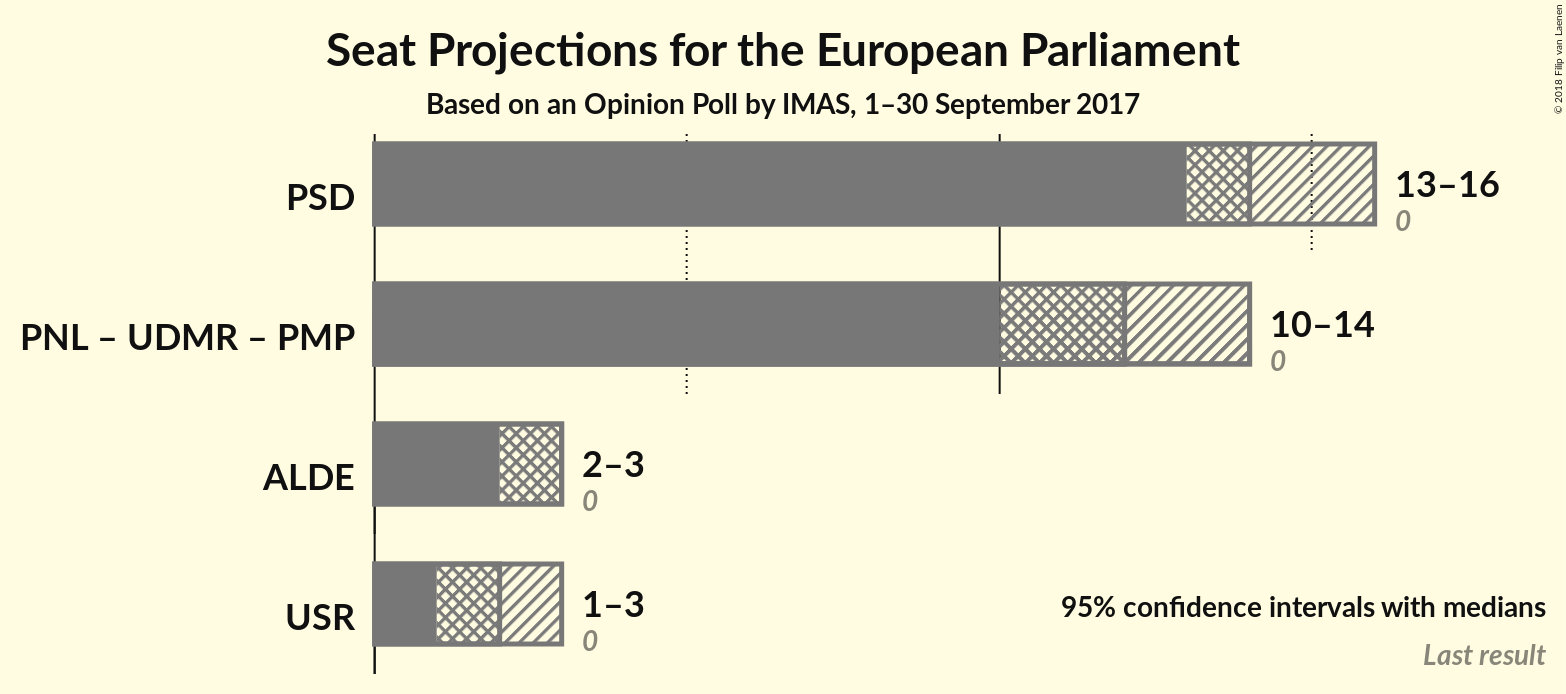 Seat Projections for the European Parliament
Based on an Opinion Poll by IMAS, 1–30 September 2017
© 2018 Filip van Laenen
PSD
13–16
0
PNL – UDMR – PMP
10–14
0
ALDE
2–3
0
USR
1–3
0
95% confidence intervals with medians
Last result